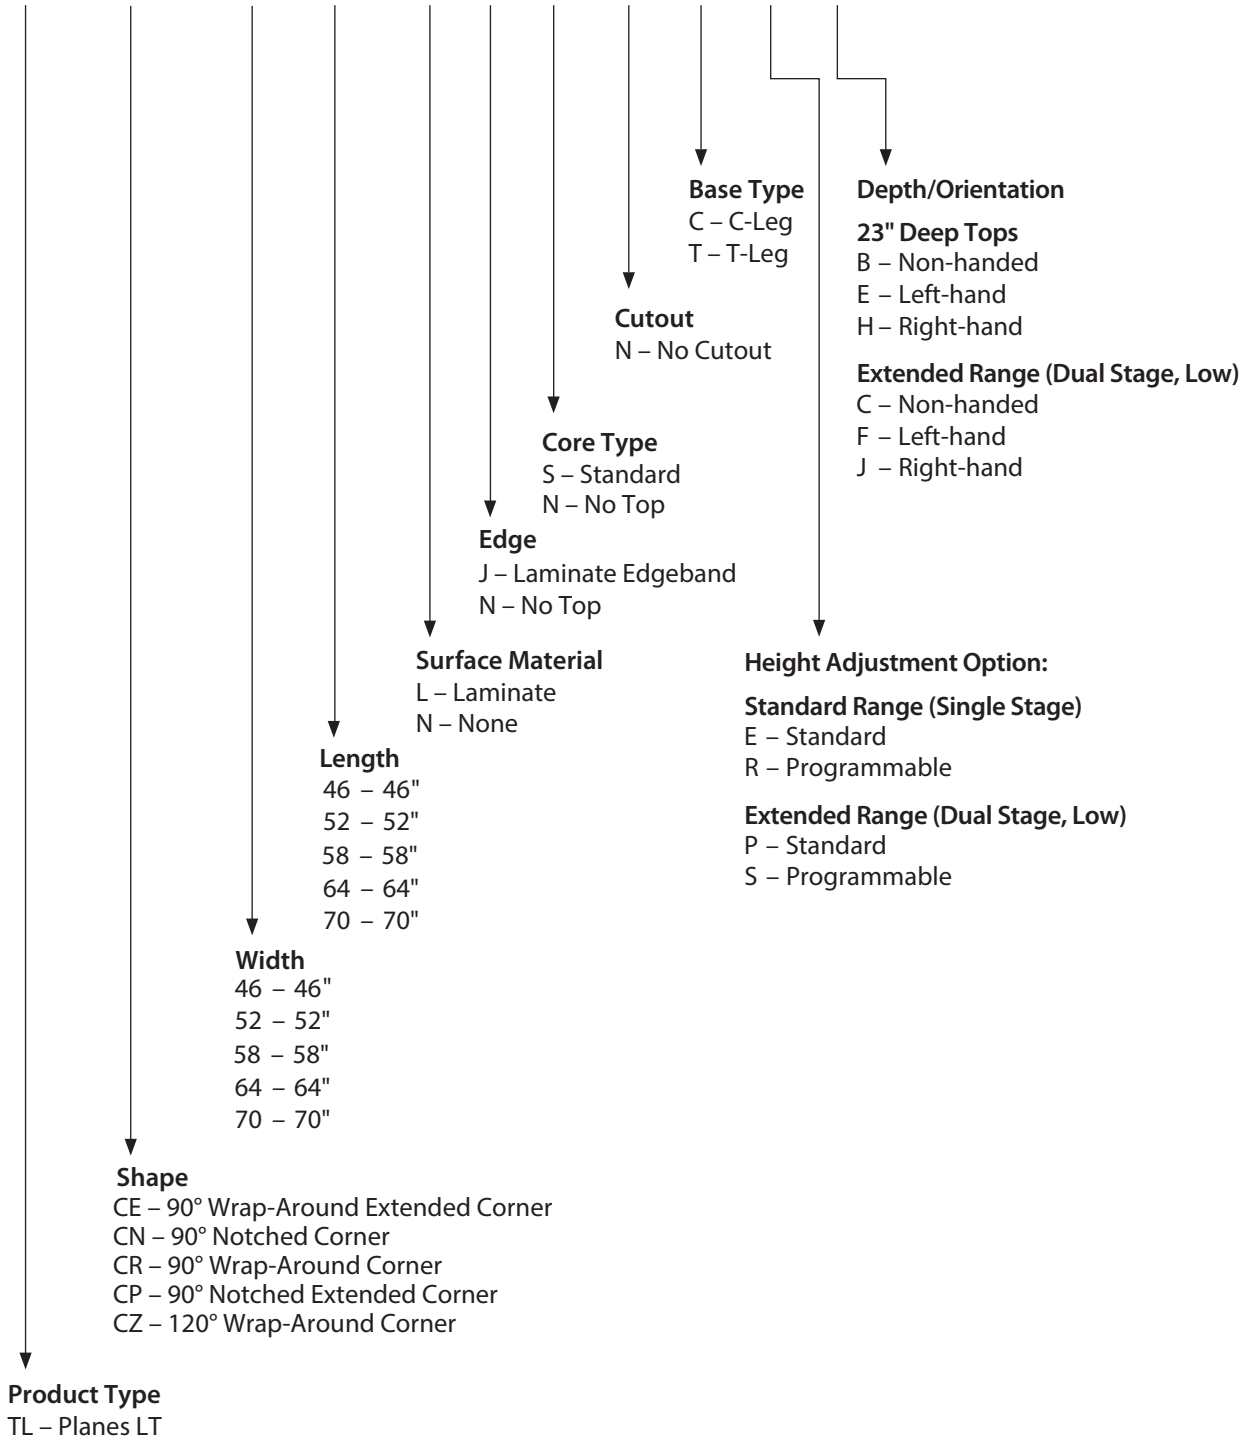 Base Type
C – C-Leg
T – T-Leg
Depth/Orientation
23" Deep Tops
B – Non-handed
E – Left-hand
H – Right-hand
Extended Range (Dual Stage, Low)
C – Non-handed
F – Left-hand
J – Right-hand
Cutout
N – No Cutout
Core Type
S – Standard
N – No Top
Edge
J – Laminate Edgeband
N – No Top
Surface Material
L – Laminate
N – None
Height Adjustment Option:
Standard Range (Single Stage)
E – Standard
R – Programmable
Extended Range (Dual Stage, Low)
P – Standard
S – Programmable
Length
46 – 46"
52 – 52"
58 – 58"
64 – 64"
70 – 70"
Width
46 – 46"
52 – 52"
58 – 58"
64 – 64"
70 – 70"
Shape
CE – 90° Wrap-Around Extended Corner
CN – 90° Notched Corner
CR – 90° Wrap-Around Corner
CP – 90° Notched Extended Corner
CZ – 120° Wrap-Around Corner
Product Type
TL – Planes LT